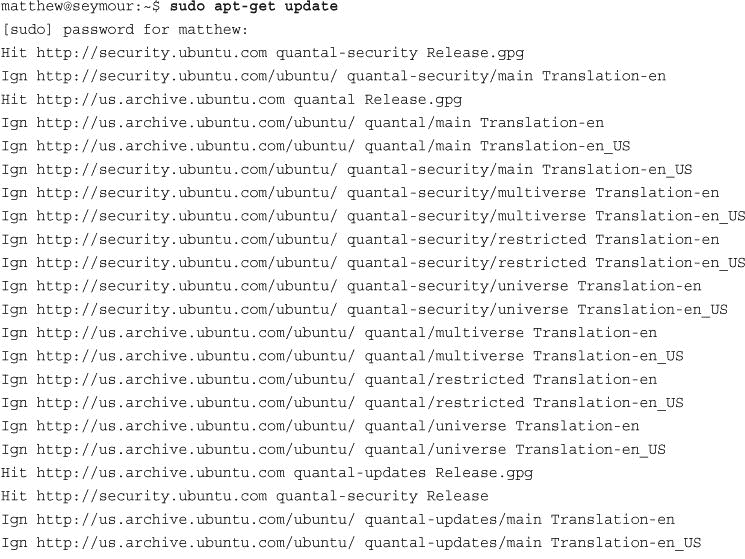 matthew@seymour:~$ sudo apt-get update
[sudo] password for matthew:
Hit http://security.ubuntu.com quantal-security Release.gpg
Ign http://security.ubuntu.com/ubuntu/ quantal-security/main Translation-en
Hit http://us.archive.ubuntu.com quantal Release.gpg
Ign http://us.archive.ubuntu.com/ubuntu/ quantal/main Translation-en
Ign http://us.archive.ubuntu.com/ubuntu/ quantal/main Translation-en_US
Ign http://security.ubuntu.com/ubuntu/ quantal-security/main Translation-en_US
Ign http://security.ubuntu.com/ubuntu/ quantal-security/multiverse Translation-en
Ign http://security.ubuntu.com/ubuntu/ quantal-security/multiverse Translation-en_US
Ign http://security.ubuntu.com/ubuntu/ quantal-security/restricted Translation-en
Ign http://security.ubuntu.com/ubuntu/ quantal-security/restricted Translation-en_US
Ign http://security.ubuntu.com/ubuntu/ quantal-security/universe Translation-en
Ign http://security.ubuntu.com/ubuntu/ quantal-security/universe Translation-en_US
Ign http://us.archive.ubuntu.com/ubuntu/ quantal/multiverse Translation-en
Ign http://us.archive.ubuntu.com/ubuntu/ quantal/multiverse Translation-en_US
Ign http://us.archive.ubuntu.com/ubuntu/ quantal/restricted Translation-en
Ign http://us.archive.ubuntu.com/ubuntu/ quantal/restricted Translation-en_US
Ign http://us.archive.ubuntu.com/ubuntu/ quantal/universe Translation-en
Ign http://us.archive.ubuntu.com/ubuntu/ quantal/universe Translation-en_US
Hit http://us.archive.ubuntu.com quantal-updates Release.gpg
Hit http://security.ubuntu.com quantal-security Release
Ign http://us.archive.ubuntu.com/ubuntu/ quantal-updates/main Translation-en
Ign http://us.archive.ubuntu.com/ubuntu/ quantal-updates/main Translation-en_US